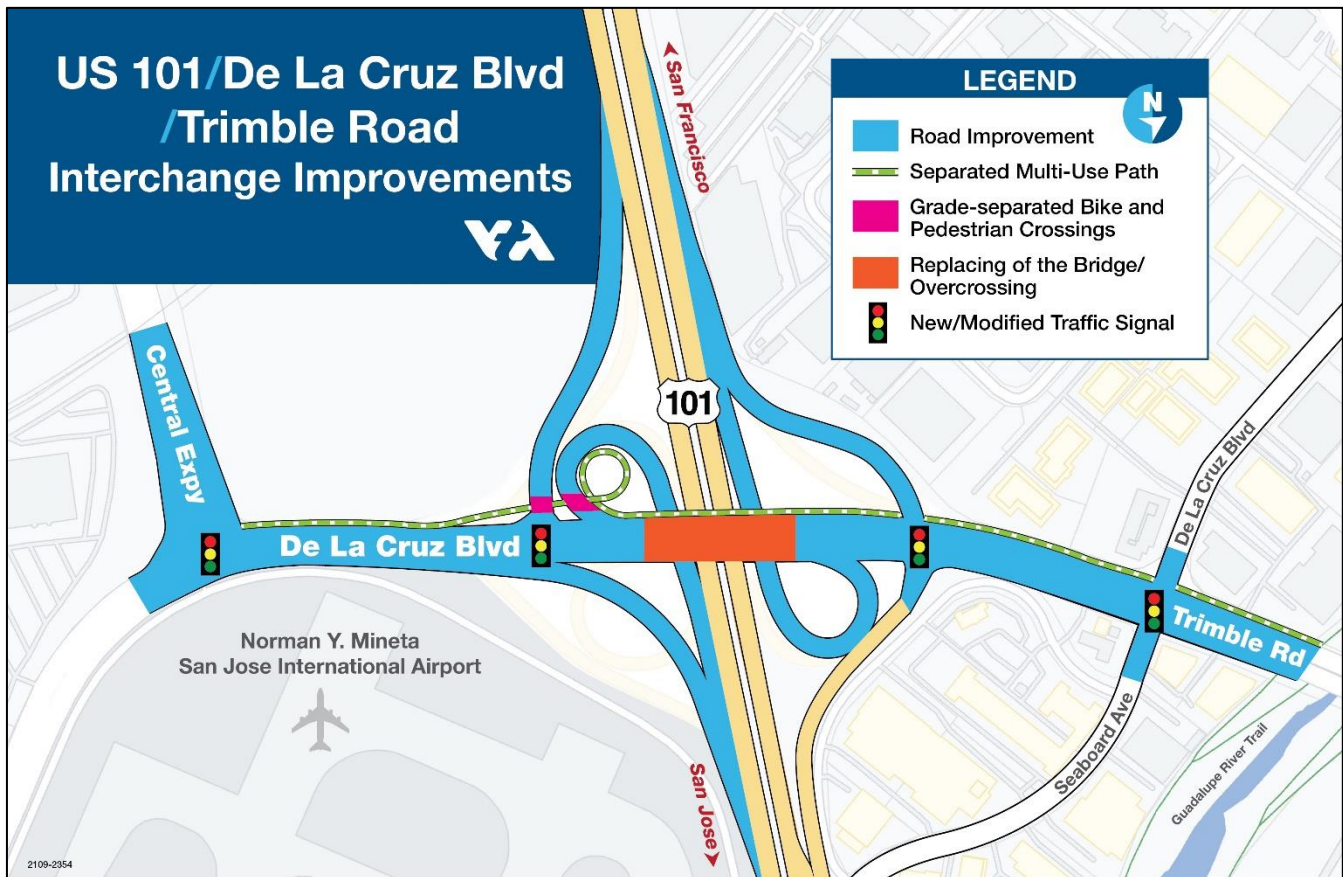 US 101/De La Cruz Blvd
/Trimble Road
Interchange Improvements
VTA
San Francisco
LEGEND
N
Road Improvement
Separated Multi-Use Path
Grade-separated Bike and
Pedestrian Crossings
Replacing of the Bridge/
Overcrossing
New/Modified Traffic Signal
Central Expy
101
De La Cruz Blvd
De La Cruz Blvd
Trimble Rd
Norman Y. Mineta
San Jose International Airport
Seaboard Ave
Guadalupe River Trail
San Jose
2109-2354